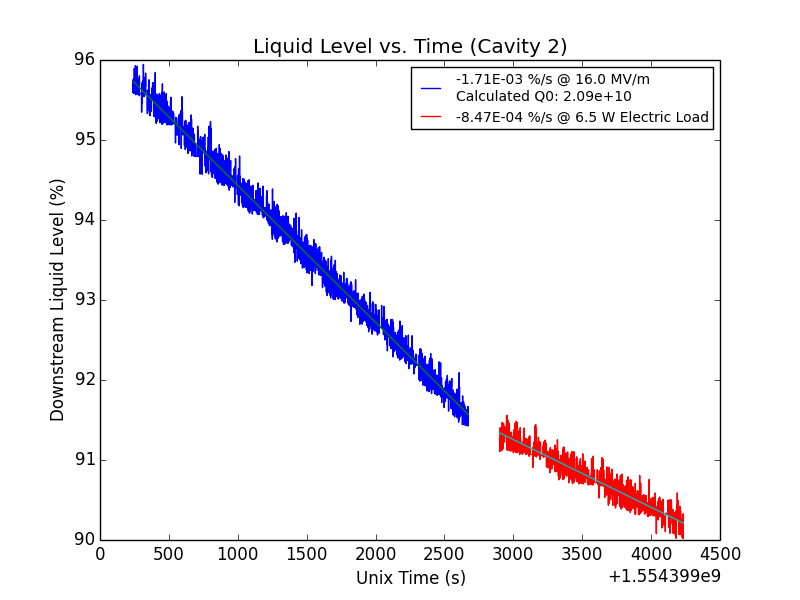 Liquid Level vs. Time (Cavity 2)
-1.71E-03 %/s @ 16.0 MV/m
Calculated Q0: 2.09e+10
-8.47E-04 %/s @ 6.5 W Electric Load
Downstream Liquid Level (%)
96
95
94
93
92
91
90
0 500 1000 1500 2000 2500 3000 3500 4000 4500
Unix Time (s)
+1.554399e9